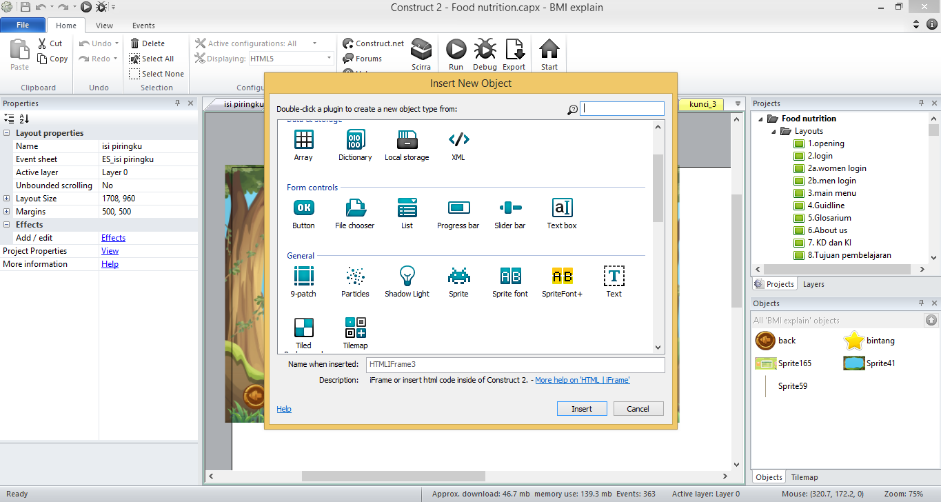 Construct 2 - Food nutrition.capx - BMI explain
File Home View Events
Paste Cut Copy
Clipboard
Undo Redo
Undo
Delete
Select All
Select None
Selection
Active configurations: All
Displaying: HTML5
Construct.net
Forums
Scirra
Run Debug Export Start
Properties
Layout properties
Name isi piringku
Event sheet ES_isi piringku
Active layer Layer 0
Unbounded scrolling No
Layout Size 1708, 960
Margins 500, 500
Effects
Add / edit Effects
Project Properties View
More information Help
isi piringku
kunci_3
Insert New Object
Double-click a plugin to create a new object type from:
Data & storage
Array Dictionary Local storage XML
Form controls
Button File chooser List Progress bar Slider bar Text box
General
9-patch Particles Shadow Light Sprite Sprite font SpriteFont+ Text
Tiled Tilemap
Name when inserted: HTMLIFrame3
Description: iFrame or insert html code inside of Construct 2. - More help on 'HTML | iFrame'
Help Insert Cancel
Projects
Food nutrition
Layouts
1.opening
2.login
2a.women login
2b.men login
3.main menu
4.Guidline
5.Glosarium
6.About us
7. KD dan KI
8.Tujuan pembelajaran
Projects Layers
Objects
All 'BMI explain' objects
back bintang
Sprite165 Sprite41
Sprite59
Objects Tilemap
Ready
Approx. download: 46.7 mb memory use: 139.3 mb Events: 363 Active layer: Layer 0 Mouse: (320.7, 172.2, 0) Zoom: 75%